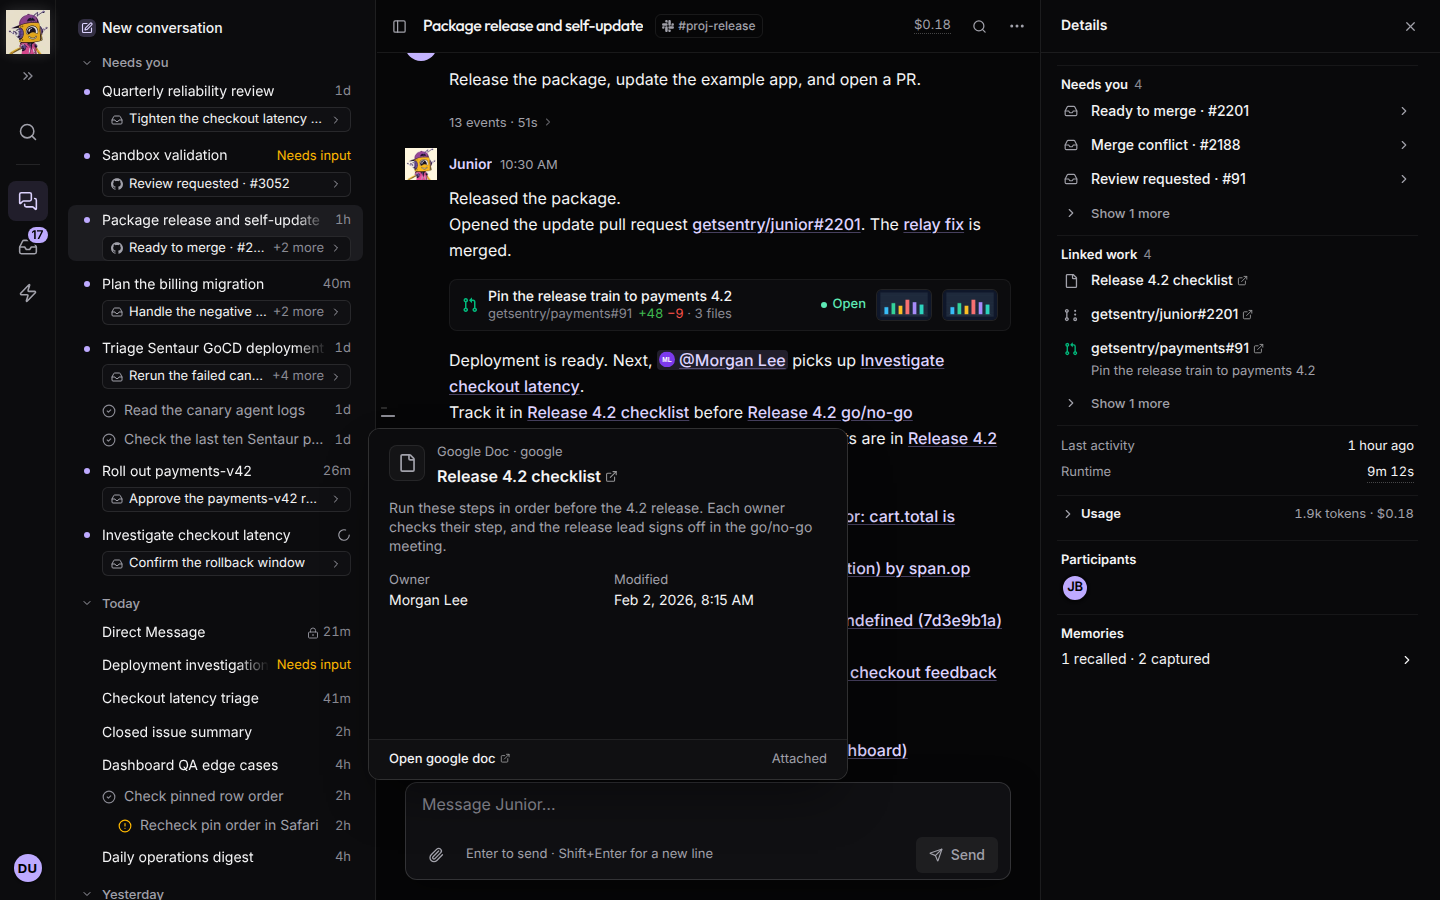 New conversation
Needs you
Quarterly reliability review 1d
Tighten the checkout latency ...
Sandbox validation Needs input
Review requested · #3052
Package release and self-update 1h
Ready to merge · #2... +2 more
Plan the billing migration 40m
Handle the negative ... +2 more
Triage Sentaur GoCD deployment 1d
Rerun the failed can... +4 more
Read the canary agent logs 1d
Check the last ten Sentaur p... 1d
Roll out payments-v42 26m
Approve the payments-v42 r...
Investigate checkout latency
Confirm the rollback window
Today
Direct Message 21m
Deployment investigation Needs input
Checkout latency triage 41m
Closed issue summary 2h
Dashboard QA edge cases 4h
Check pinned row order 2h
Recheck pin order in Safari 2h
Daily operations digest 4h
Yesterday
17
DU
Package release and self-update #proj-release $0.18
Release the package, update the example app, and open a PR.
13 events · 51s
Junior 10:30 AM
Released the package.
Opened the update pull request getsentry/junior#2201. The relay fix is
merged.
Pin the release train to payments 4.2
getsentry/payments#91 +48 −9 · 3 files
Open
Deployment is ready. Next, ML @Morgan Lee picks up Investigate
checkout latency.
Track it in Release 4.2 checklist before Release 4.2 go/no-go
ts are in Release 4.2
or: cart.total is
tion) by span.op
ndefined (7d3e9b1a)
checkout feedback
hboard)
Google Doc · google
Release 4.2 checklist
Run these steps in order before the 4.2 release. Each owner
checks their step, and the release lead signs off in the go/no-go
meeting.
Owner Modified
Morgan Lee Feb 2, 2026, 8:15 AM
Open google doc Attached
Message Junior...
Enter to send · Shift+Enter for a new line
Send
Details
Needs you 4
Ready to merge · #2201
Merge conflict · #2188
Review requested · #91
Show 1 more
Linked work 4
Release 4.2 checklist
getsentry/junior#2201
getsentry/payments#91
Pin the release train to payments 4.2
Show 1 more
Last activity 1 hour ago
Runtime 9m 12s
Usage 1.9k tokens · $0.18
Participants
JB
Memories
1 recalled · 2 captured